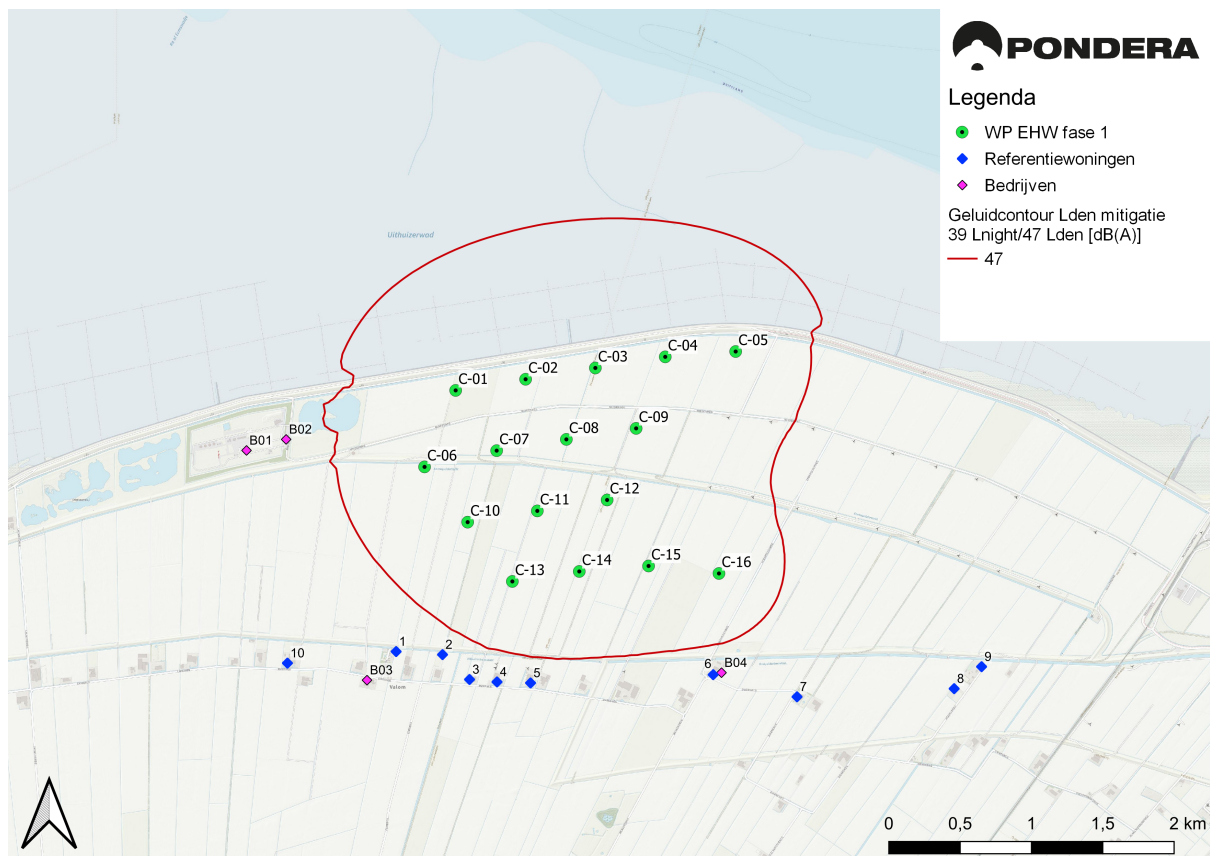 PONDERA
Legenda
WP EHW fase 1
Referentiewoningen
Bedrijven
Geluidcontour Lden mitigatie
39 Lnight/47 Lden [dB(A)]
47
Uithuizerwad
C-05
C-04
C-03
C-02
C-01
C-09
C-08
C-07
C-06
B02
B01
C-12
C-11
C-10
C-15
C-16
C-14
C-13
1
2
10
B03
Valom
3
4
5
6
B04
7
8
9
0
0,5
1
1,5
2 km